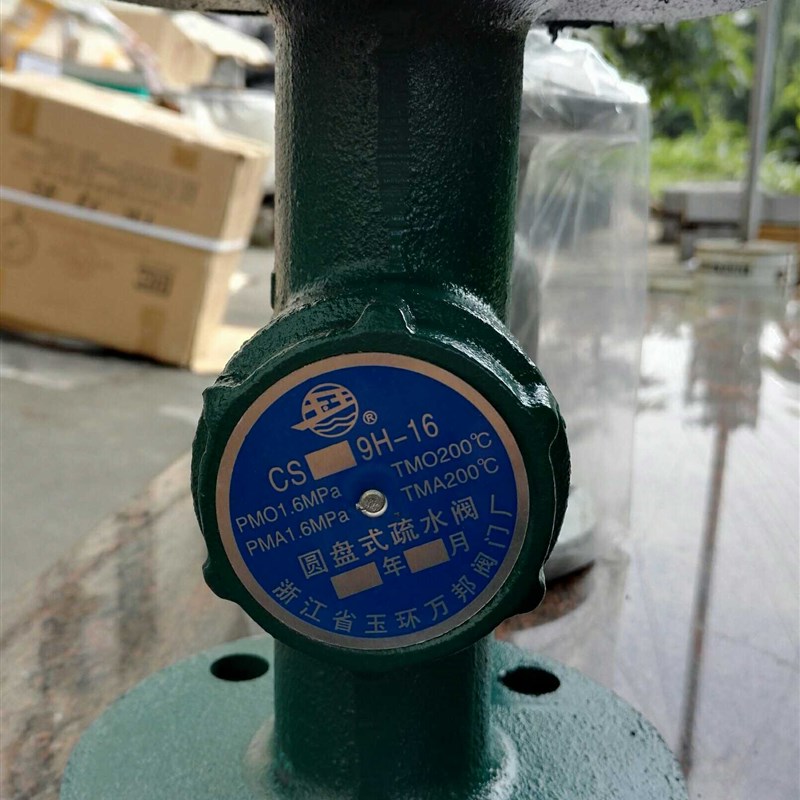 ®
CS 9H-16
PMO1.6MPa TMO200℃
PMA1.6MPa TMA200℃
圆盘式疏水阀
年 月
浙江省玉环万邦阀门厂